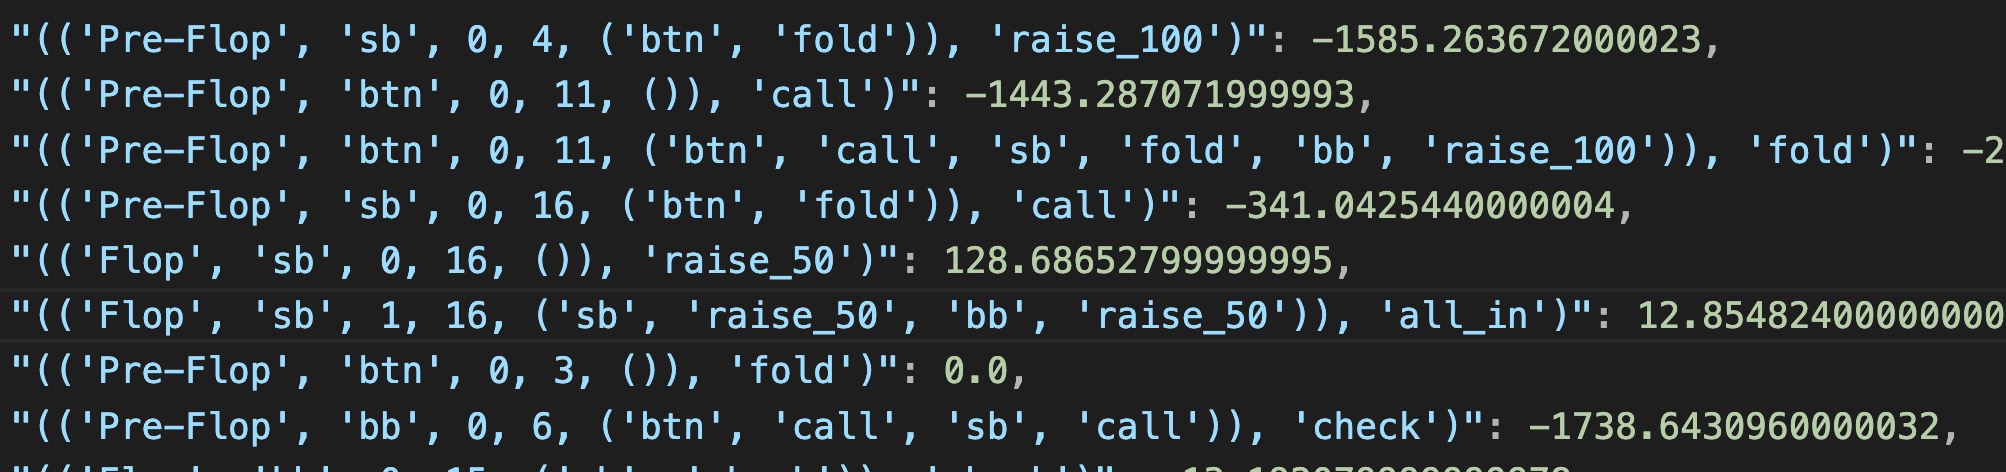 "(('Pre-Flop', 'sb', 0, 4, ('btn', 'fold')), 'raise_100')": -1585.263672000023,
"(('Pre-Flop', 'btn', 0, 11, ()), 'call')": -1443.287071999993,
"(('Pre-Flop', 'btn', 0, 11, ('btn', 'call', 'sb', 'fold', 'bb', 'raise_100')), 'fold')": -2
"(('Pre-Flop', 'sb', 0, 16, ('btn', 'fold')), 'call')": -341.0425440000004,
"(('Flop', 'sb', 0, 16, ()), 'raise_50')": 128.68652799999995,
"(('Flop', 'sb', 1, 16, ('sb', 'raise_50', 'bb', 'raise_50')), 'all_in')": 12.85482400000000
"(('Pre-Flop', 'btn', 0, 3, ()), 'fold')": 0.0,
"(('Pre-Flop', 'bb', 0, 6, ('btn', 'call', 'sb', 'call')), 'check')": -1738.6430960000032,